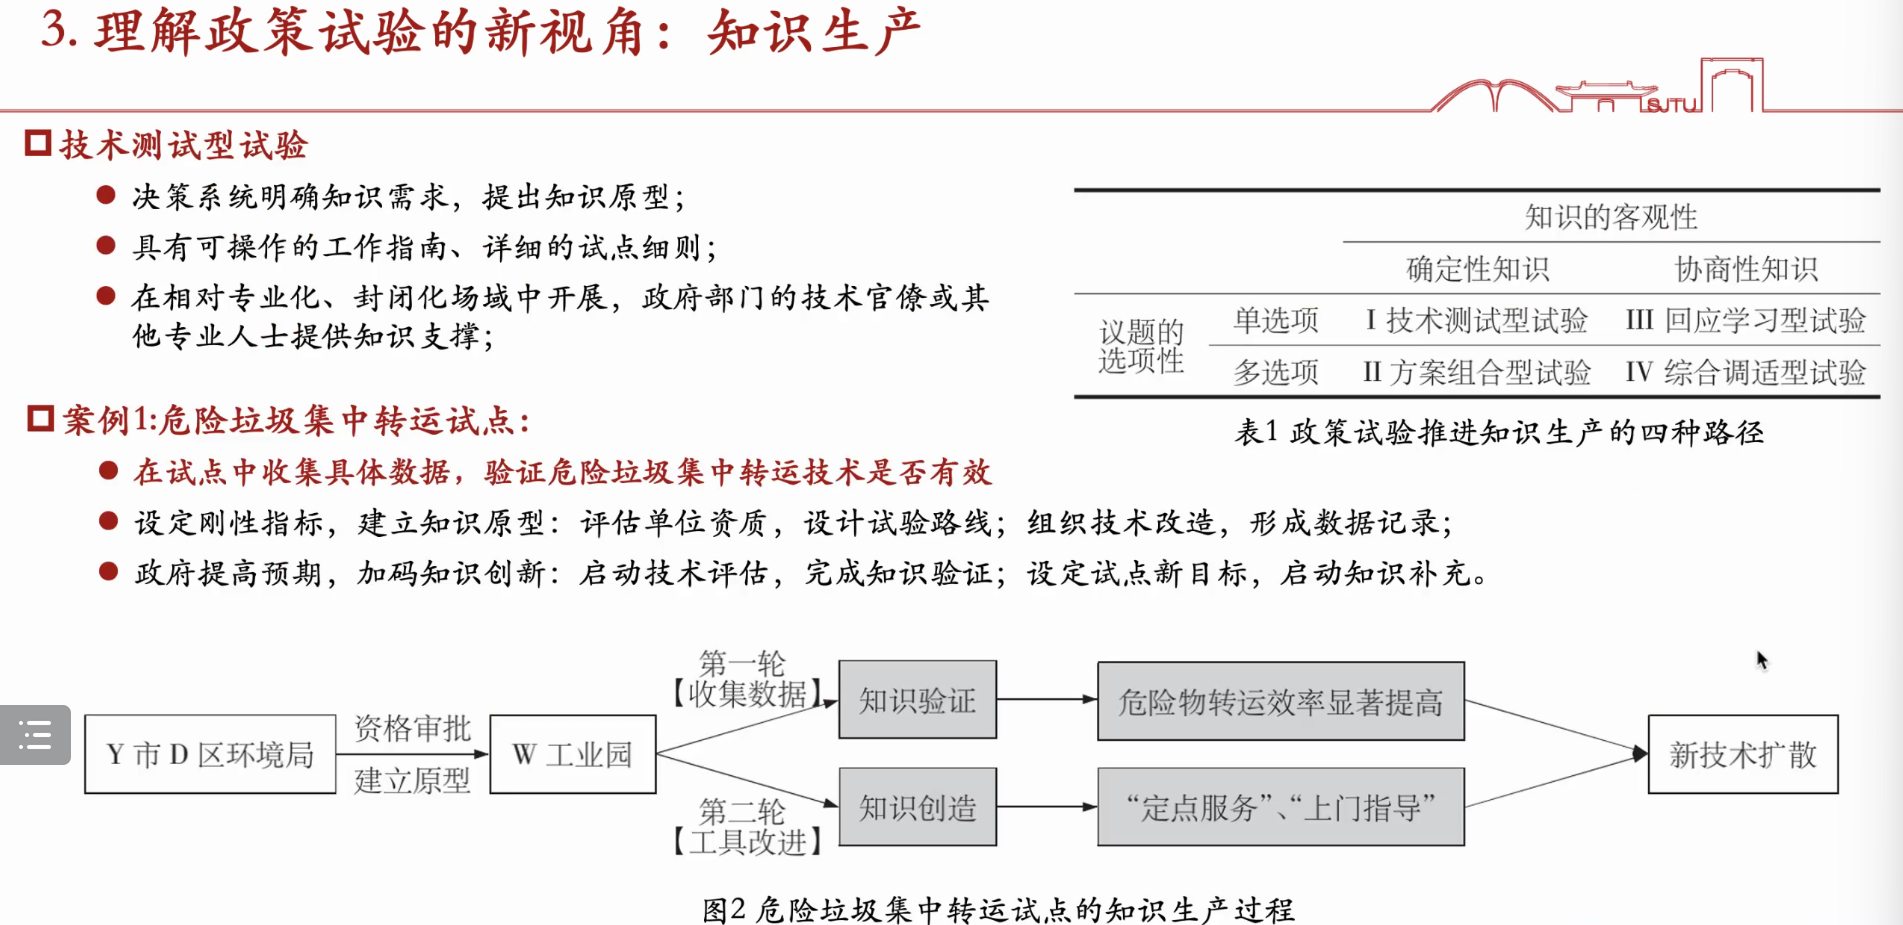 3. 理解政策试验的新视角：知识生产
SJTU
技术测试型试验
决策系统明确知识需求，提出知识原型；
具有可操作的工作指南、详细的试点细则；
在相对专业化、封闭化场域中开展，政府部门的技术官僚或其
他专业人士提供知识支撑；
知识的客观性
确定性知识 协商性知识
议题的
选项性
单选项 I 技术测试型试验 III 回应学习型试验
多选项 II 方案组合型试验 IV 综合调适型试验
表1 政策试验推进知识生产的四种路径
案例1:危险垃圾集中转运试点：
在试点中收集具体数据，验证危险垃圾集中转运技术是否有效
设定刚性指标，建立知识原型：评估单位资质，设计试验路线；组织技术改造，形成数据记录；
政府提高预期，加码知识创新：启动技术评估，完成知识验证；设定试点新目标，启动知识补充。
Y 市 D 区环境局
资格审批
建立原型
W 工业园
第一轮
【收集数据】
知识验证
危险物转运效率显著提高
第二轮
【工具改进】
知识创造
“定点服务”、“上门指导”
新技术扩散
图2 危险垃圾集中转运试点的知识生产过程